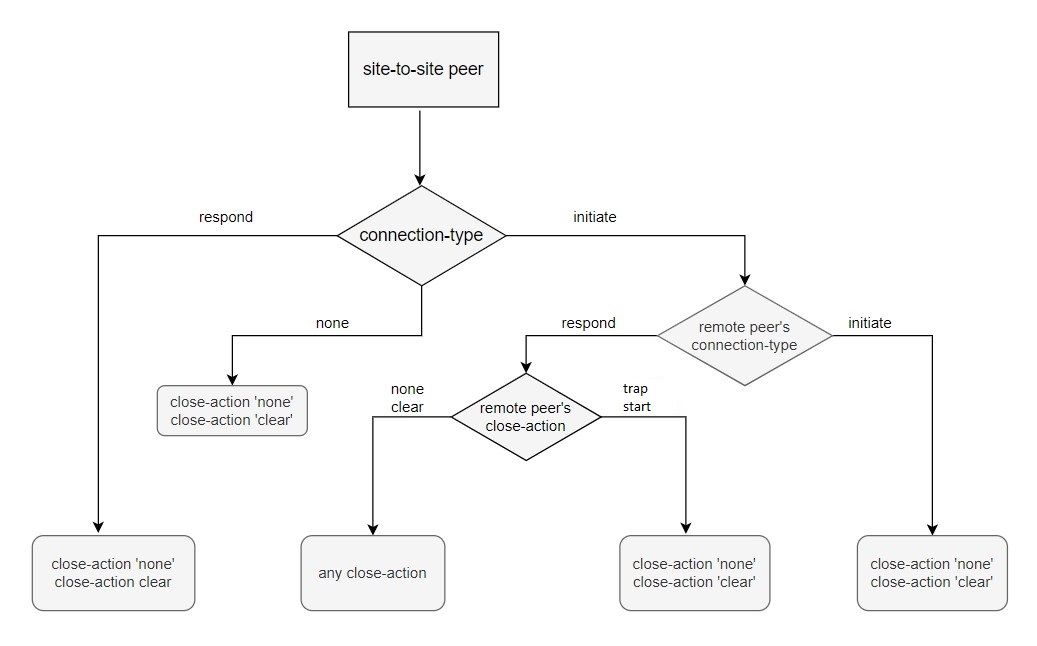 site-to-site peer
respond
initiate
connection-type
none
respond
remote peer's
connection-type
initiate
close-action 'none'
close-action 'clear'
none
clear
remote peer's
close-action
trap
start
close-action 'none'
close-action clear
any close-action
close-action 'none'
close-action 'clear'
close-action 'none'
close-action 'clear'